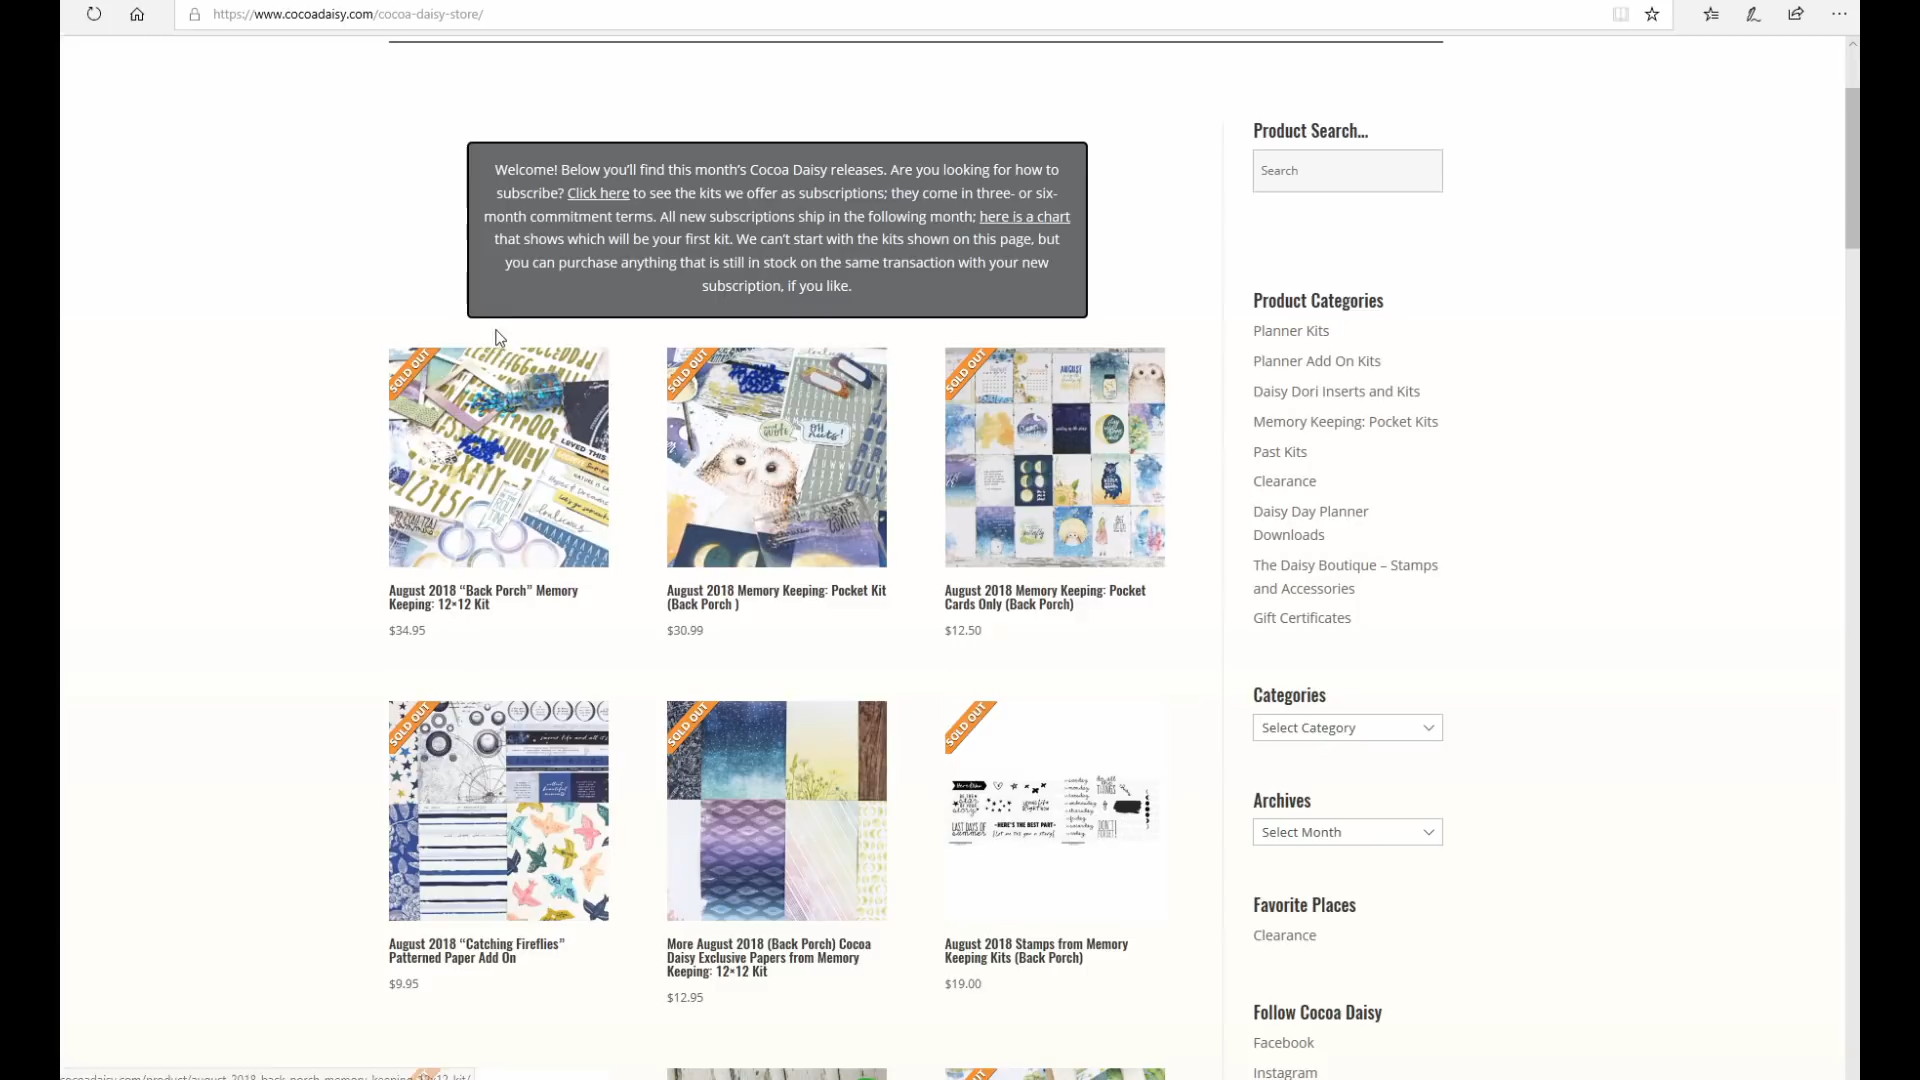 https://www.cocoadaisy.com/cocoa-daisy-store/
Welcome! Below you'll find this month's Cocoa Daisy releases. Are you looking for how to
subscribe? Click here to see the kits we offer as subscriptions; they come in three- or six-
month commitment terms. All new subscriptions ship in the following month; here is a chart
that shows which will be your first kit. We can't start with the kits shown on this page, but
you can purchase anything that is still in stock on the same transaction with your new
subscription, if you like.
SOLD OUT
SOLD OUT
SOLD OUT
August 2018 “Back Porch” Memory
Keeping: 12×12 Kit
$34.95
August 2018 Memory Keeping: Pocket Kit
(Back Porch )
$30.99
August 2018 Memory Keeping: Pocket
Cards Only (Back Porch)
$12.50
SOLD OUT
SOLD OUT
SOLD OUT
LAST DAYS OF
summer
-HERE'S THE BEST PART-
August 2018 “Catching Fireflies”
Patterned Paper Add On
$9.95
More August 2018 (Back Porch) Cocoa
Daisy Exclusive Papers from Memory
Keeping: 12×12 Kit
$12.95
August 2018 Stamps from Memory
Keeping Kits (Back Porch)
$19.00
Product Search...
Search
Product Categories
Planner Kits
Planner Add On Kits
Daisy Dori Inserts and Kits
Memory Keeping: Pocket Kits
Past Kits
Clearance
Daisy Day Planner
Downloads
The Daisy Boutique – Stamps
and Accessories
Gift Certificates
Categories
Select Category
Archives
Select Month
Favorite Places
Clearance
Follow Cocoa Daisy
Facebook
Instagram